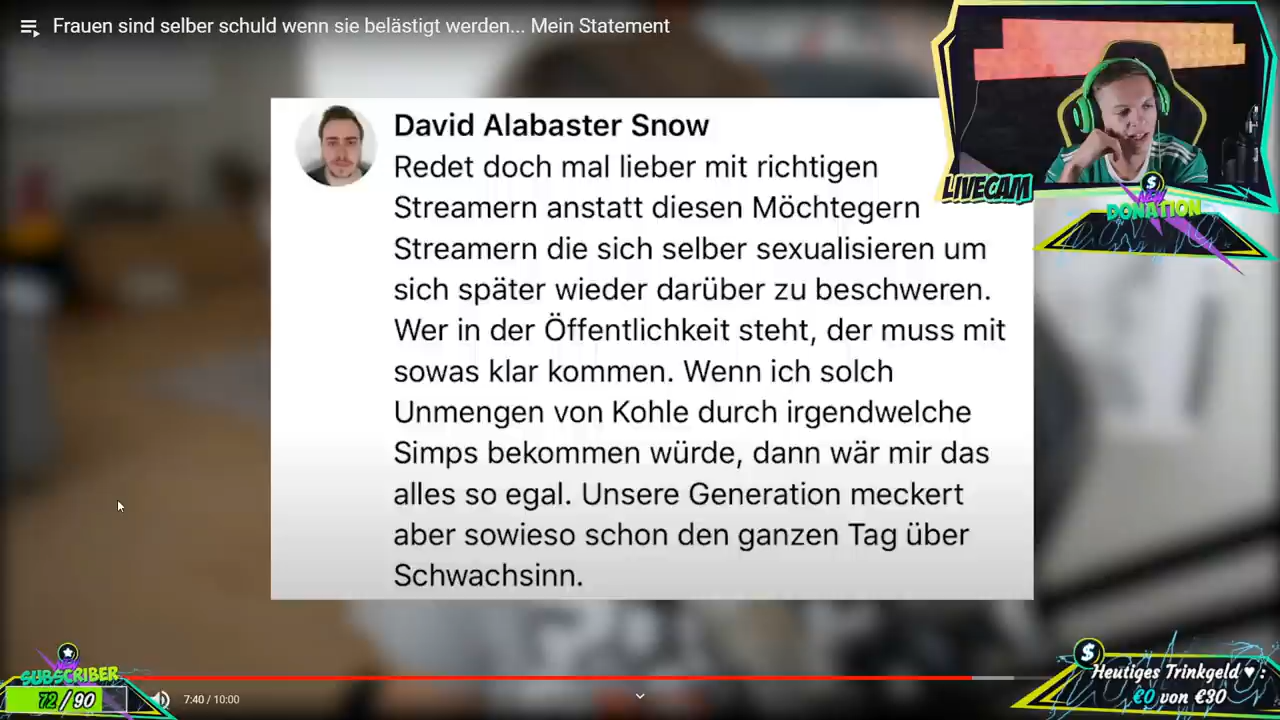 Frauen sind selber schuld wenn sie belästigt werden... Mein Statement
David Alabaster Snow
Redet doch mal lieber mit richtigen
Streamern anstatt diesen Möchtegern
Streamern die sich selber sexualisieren um
sich später wieder darüber zu beschweren.
Wer in der Öffentlichkeit steht, der muss mit
sowas klar kommen. Wenn ich solch
Unmengen von Kohle durch irgendwelche
Simps bekommen würde, dann wär mir das
alles so egal. Unsere Generation meckert
aber sowieso schon den ganzen Tag über
Schwachsinn.
LIVECAM
$
NEW
DONATION
NEW
SUBSCRIBER
72/90
7:40 / 10:00
$
Heutiges Trinkgeld ♥ :
€0 von €30